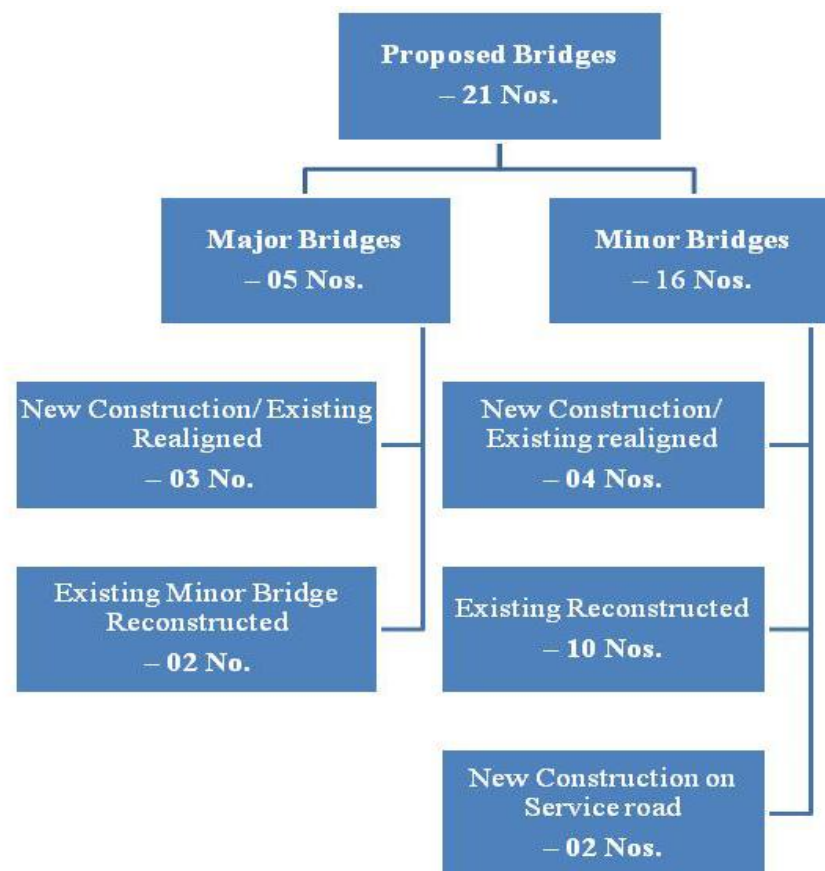 Proposed Bridges
– 21 Nos.
Major Bridges
– 05 Nos.
Minor Bridges
– 16 Nos.
New Construction/ Existing
Realigned
– 03 No.
New Construction/
Existing realigned
– 04 Nos.
Existing Minor Bridge
Reconstructed
– 02 No.
Existing Reconstructed
– 10 Nos.
New Construction on
Service road
– 02 Nos.